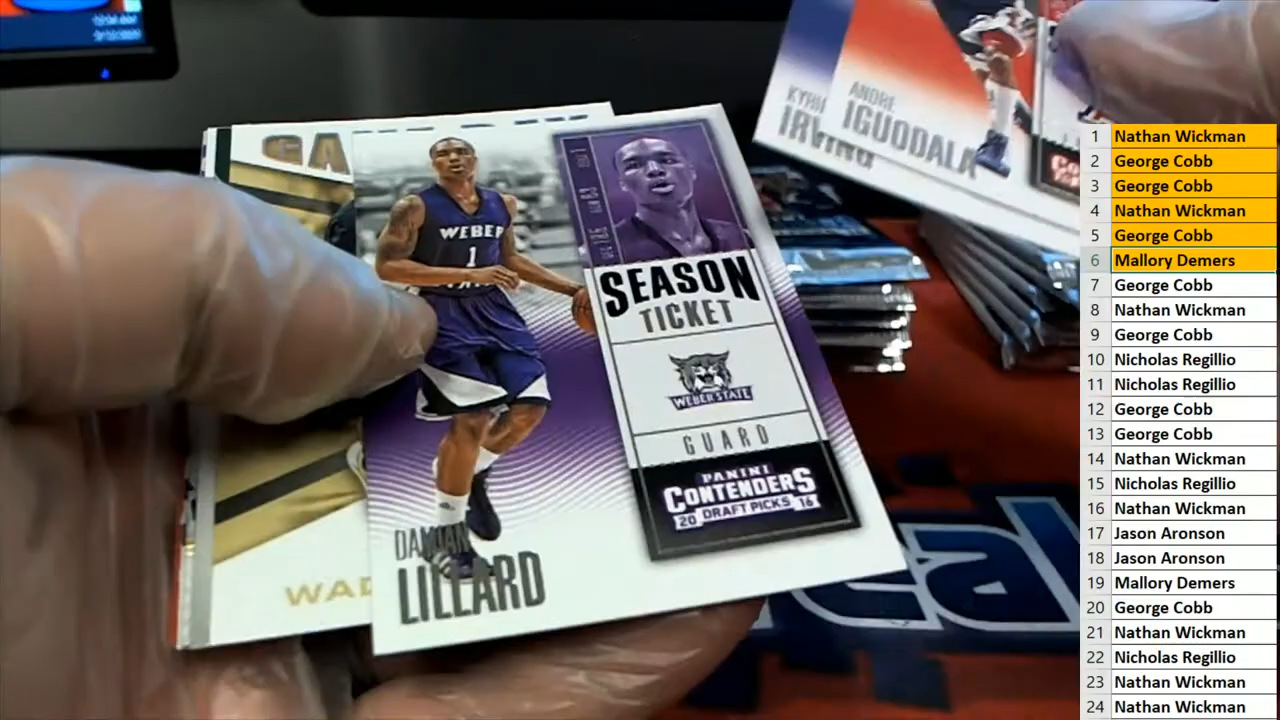 KYRIE
IRVING
ANDRE
IGUODALA
WEBER
1
SEASON
TICKET
WEBER STATE
GUARD
PANINI
CONTENDERS
20 DRAFT PICKS 16
DAMIAN
LILLARD
WAD
1 Nathan Wickman
2 George Cobb
3 George Cobb
4 Nathan Wickman
5 George Cobb
6 Mallory Demers
7 George Cobb
8 Nathan Wickman
9 George Cobb
10 Nicholas Regillio
11 Nicholas Regillio
12 George Cobb
13 George Cobb
14 Nathan Wickman
15 Nicholas Regillio
16 Nathan Wickman
17 Jason Aronson
18 Jason Aronson
19 Mallory Demers
20 George Cobb
21 Nathan Wickman
22 Nicholas Regillio
23 Nathan Wickman
24 Nathan Wickman